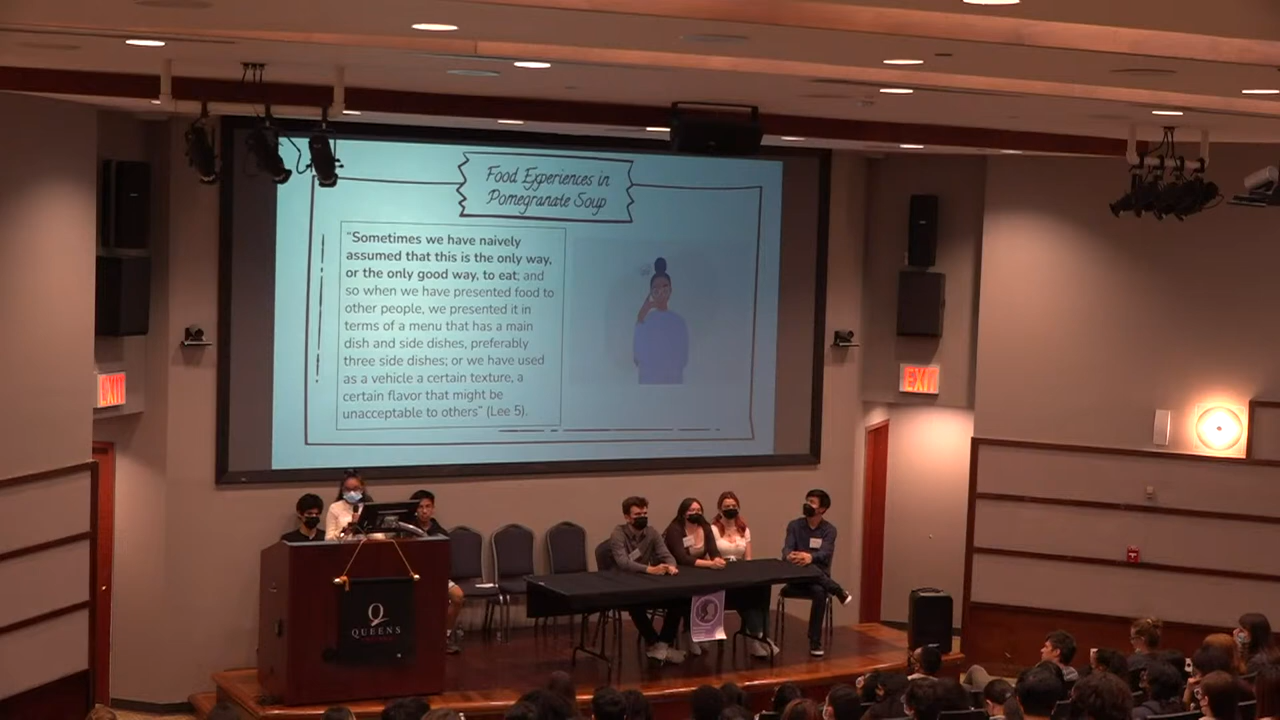 Food Experiences in
Pomegranate Soup
“Sometimes we have naively
assumed that this is the only way,
or the only good way, to eat; and
so when we have presented food to
other people, we presented it in
terms of a menu that has a main
dish and side dishes, preferably
three side dishes; or we have used
as a vehicle a certain texture, a
certain flavor that might be
unacceptable to others” (Lee 5).
EXIT
EXIT
Q
QUEENS